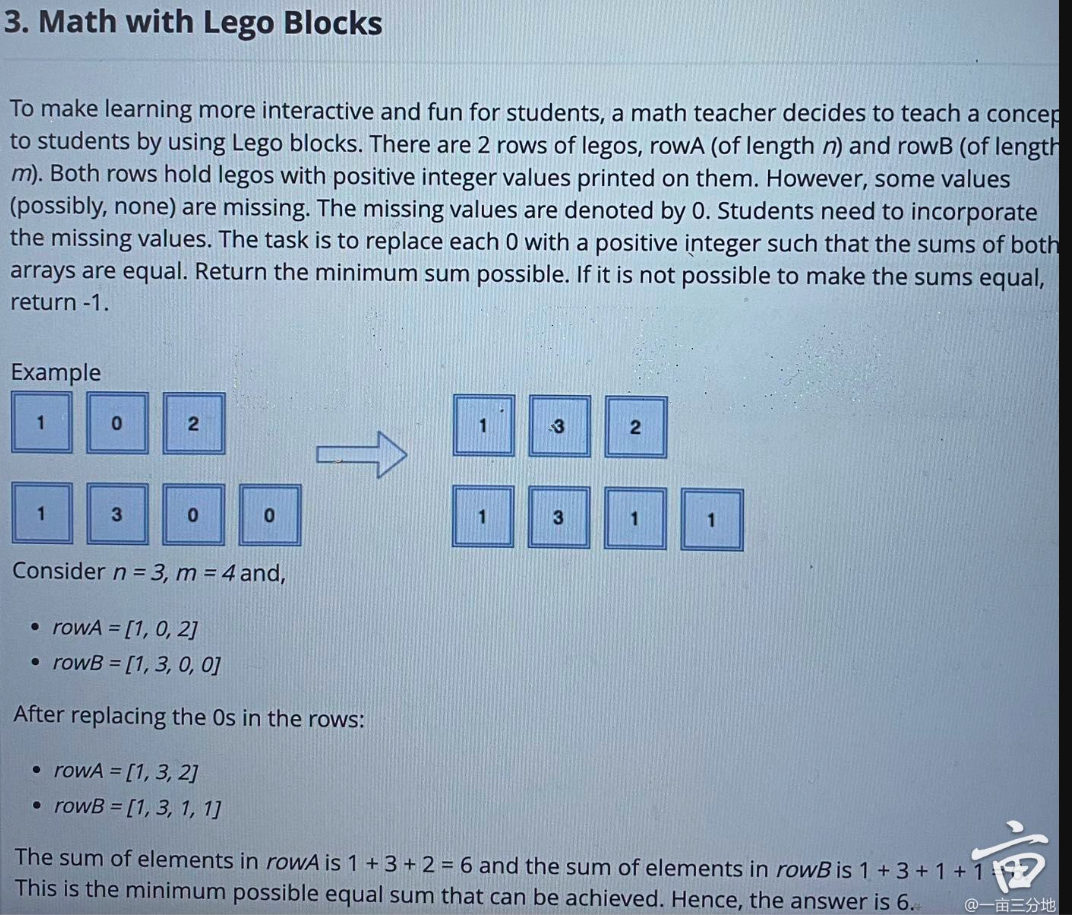 3. Math with Lego Blocks
To make learning more interactive and fun for students, a math teacher decides to teach a concep
to students by using Lego blocks. There are 2 rows of legos, rowA (of length n) and rowB (of length
m). Both rows hold legos with positive integer values printed on them. However, some values
(possibly, none) are missing. The missing values are denoted by 0. Students need to incorporate
the missing values. The task is to replace each 0 with a positive integer such that the sums of both
arrays are equal. Return the minimum sum possible. If it is not possible to make the sums equal,
return -1.
Example
1 0 2
1 3 2
1 3 0 0
1 3 1 1
Consider n = 3, m = 4 and,
• rowA = [1, 0, 2]
• rowB = [1, 3, 0, 0]
After replacing the 0s in the rows:
• rowA = [1, 3, 2]
• rowB = [1, 3, 1, 1]
The sum of elements in rowA is 1 + 3 + 2 = 6 and the sum of elements in rowB is 1 + 3 + 1 + 1
This is the minimum possible equal sum that can be achieved. Hence, the answer is 6.
亩
@一亩三分地